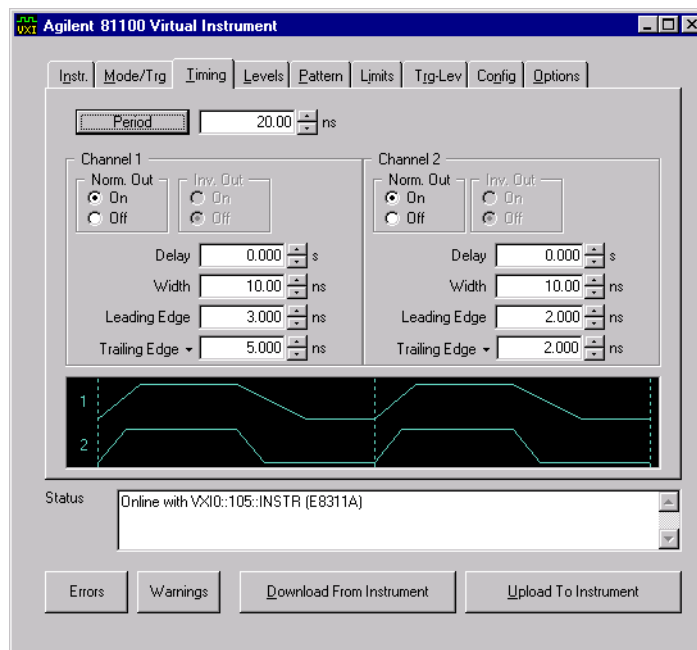 VXI Agilent 81100 Virtual Instrument
Instr. Mode/Trg Timing Levels Pattern Limits Trg-Lev Config Options
Period 20.00 ns
Channel 1
Channel 2
Norm. Out Inv. Out
Norm. Out Inv. Out
On On
On On
Off Off
Off Off
Delay 0.000 s
Delay 0.000 s
Width 10.00 ns
Width 10.00 ns
Leading Edge 3.000 ns
Leading Edge 2.000 ns
Trailing Edge 5.000 ns
Trailing Edge 2.000 ns
1
2
Status
Online with VXI0::105::INSTR (E8311A)
Errors Warnings Download From Instrument Upload To Instrument